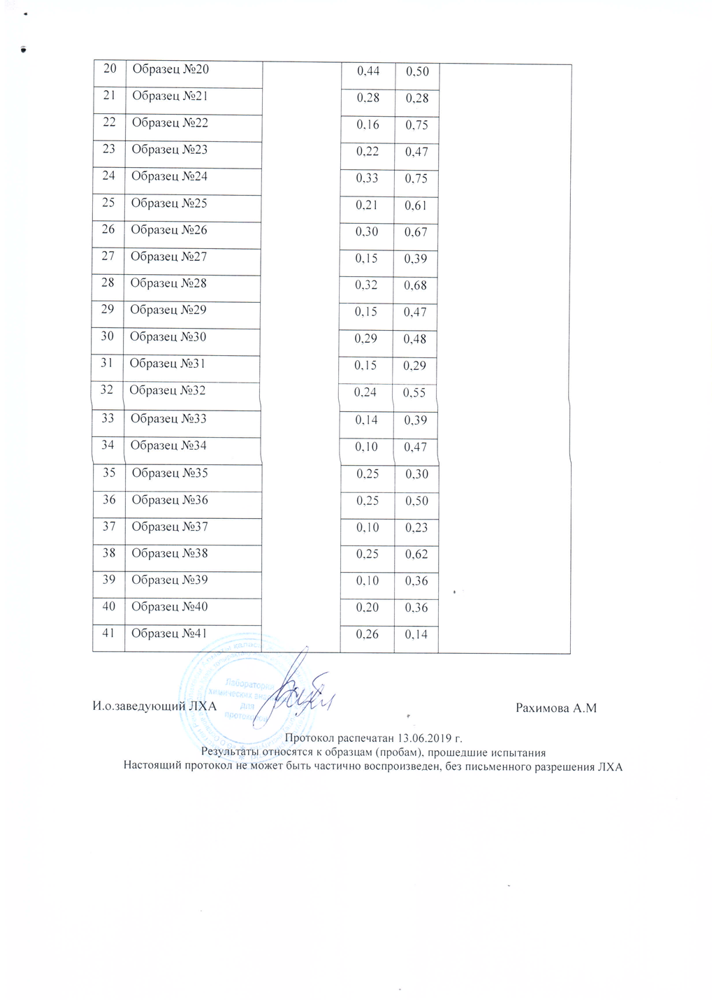 20 Образец №20 0,44 0,50
21 Образец №21 0,28 0,28
22 Образец №22 0,16 0,75
23 Образец №23 0,22 0,47
24 Образец №24 0,33 0,75
25 Образец №25 0,21 0,61
26 Образец №26 0,30 0,67
27 Образец №27 0,15 0,39
28 Образец №28 0,32 0,68
29 Образец №29 0,15 0,47
30 Образец №30 0,29 0,48
31 Образец №31 0,15 0,29
32 Образец №32 0,24 0,55
33 Образец №33 0,14 0,39
34 Образец №34 0,10 0,47
35 Образец №35 0,25 0,30
36 Образец №36 0,25 0,50
37 Образец №37 0,10 0,23
38 Образец №38 0,25 0,62
39 Образец №39 0,10 0,36
40 Образец №40 0,20 0,36
41 Образец №41 0,26 0,14
Лаборатория
химических
для
протоколов
И.о.заведующий ЛХА Рахимова А.М
Протокол распечатан 13.06.2019 г.
Результаты относятся к образцам (пробам), прошедшие испытания
Настоящий протокол не может быть частично воспроизведен, без письменного разрешения ЛХА